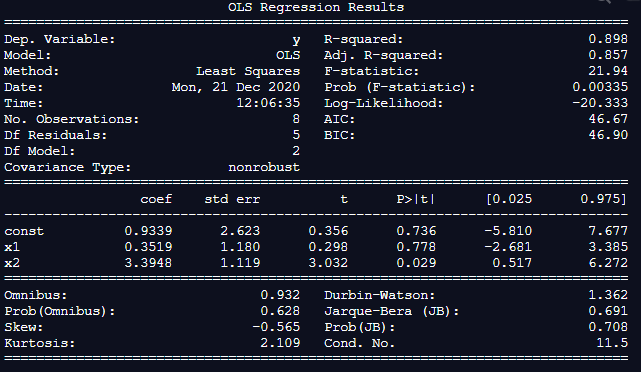 OLS Regression Results
==============================================================================
Dep. Variable: y R-squared: 0.898
Model: OLS Adj. R-squared: 0.857
Method: Least Squares F-statistic: 21.94
Date: Mon, 21 Dec 2020 Prob (F-statistic): 0.00335
Time: 12:06:35 Log-Likelihood: -20.333
No. Observations: 8 AIC: 46.67
Df Residuals: 5 BIC: 46.90
Df Model: 2
Covariance Type: nonrobust
==============================================================================
coef std err t P>|t| [0.025 0.975]
------------------------------------------------------------------------------
const 0.9339 2.623 0.356 0.736 -5.810 7.677
x1 0.3519 1.180 0.298 0.778 -2.681 3.385
x2 3.3948 1.119 3.032 0.029 0.517 6.272
==============================================================================
Omnibus: 0.932 Durbin-Watson: 1.362
Prob(Omnibus): 0.628 Jarque-Bera (JB): 0.691
Skew: -0.565 Prob(JB): 0.708
Kurtosis: 2.109 Cond. No. 11.5
==============================================================================